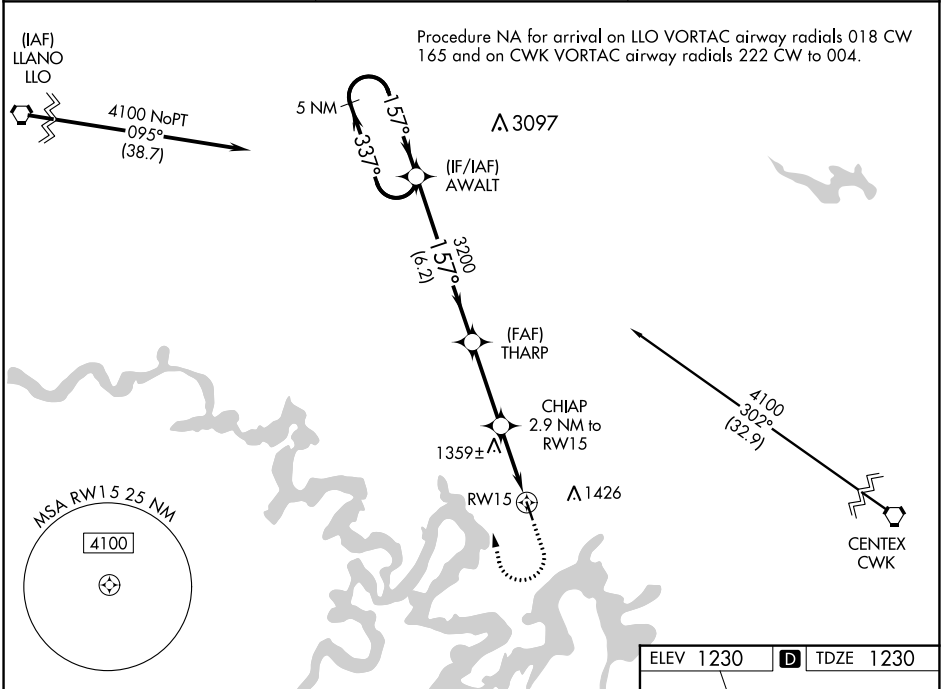 Procedure NA for arrival on LLO VORTAC airway radials 018 CW
165 and on CWK VORTAC airway radials 222 CW to 004.
(IAF)
LLANO
LLO
4100 NoPT
095°
(38.7)
5 NM
157°
337°
3097
(IF/IAF)
AWALT
3200
157°
(6.2)
(FAF)
THARP
4100
302°
(32.9)
CHIAP
2.9 NM to
RW15
1359±
RW15
1426
CENTEX
CWK
MSA RW15 25 NM
4100
ELEV 1230 D TDZE 1230